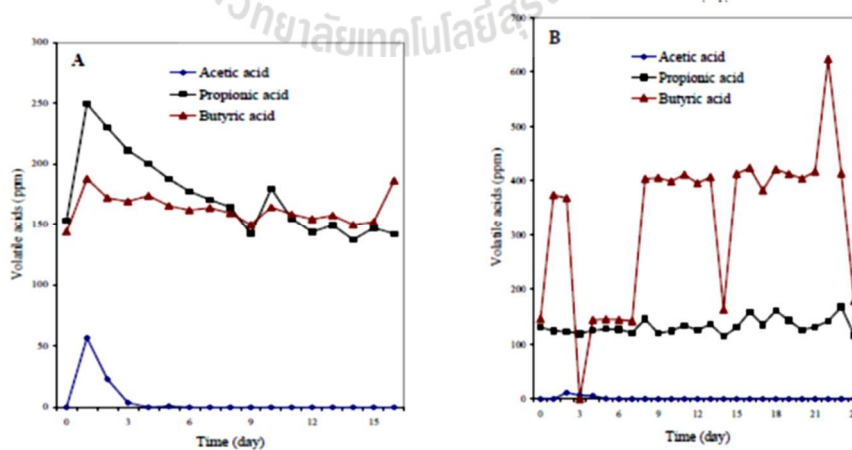 วิทยาลัยเทคโนโลยีสุร
A
Acetic acid
Propionic acid
Butyric acid
Volatile acids (ppm)
300
250
200
150
100
50
0
0 3 6 9 12 15
Time (day)
B
Acetic acid
Propionic acid
Butyric acid
Volatile acids (ppm)
700
600
500
400
300
200
100
0
0 3 6 9 12 15 18 21
Time (day)